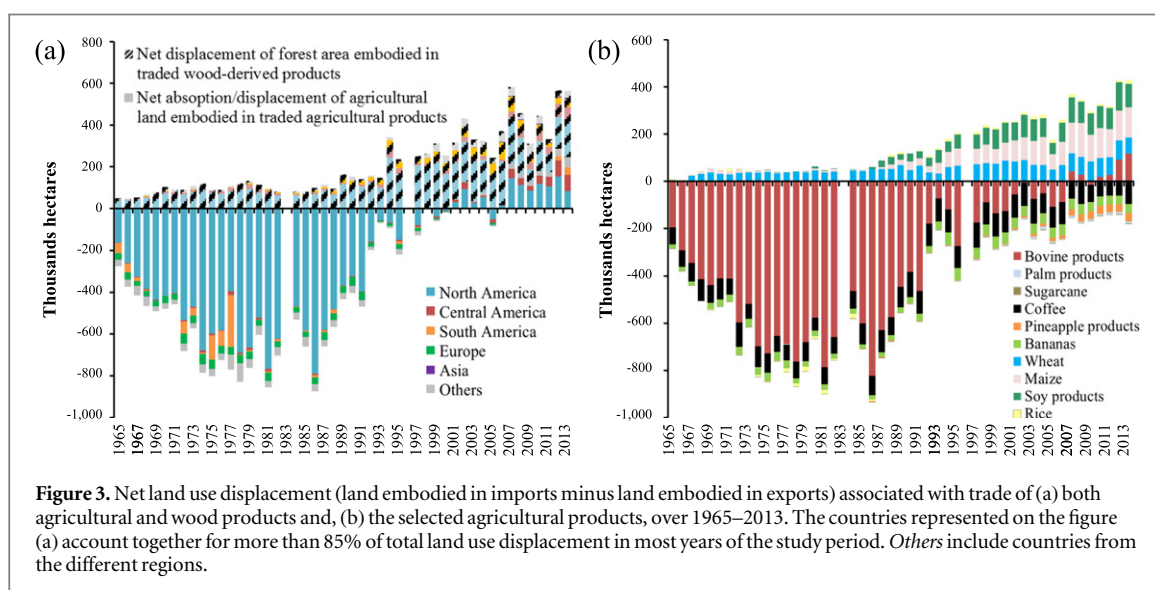 (a)
800
600
400
200
0
-200
-400
-600
-800
-1,000
Thousands hectares
Net displacement of forest area embodied in
traded wood-derived products
Net absoption/displacement of agricultural
land embodied in traded agricultural products
North America
Central America
South America
Europe
Asia
Others
1965
1967
1969
1971
1973
1975
1977
1979
1981
1983
1985
1987
1989
1991
1993
1995
1997
1999
2001
2003
2005
2007
2009
2011
2013
(b)
600
400
200
0
-200
-400
-600
-800
-1,000
Thousands hectares
Bovine products
Palm products
Sugarcane
Coffee
Pineapple products
Bananas
Wheat
Maize
Soy products
Rice
1965
1967
1969
1971
1973
1975
1977
1979
1981
1983
1985
1987
1989
1991
1993
1995
1997
1999
2001
2003
2005
2007
2009
2011
2013
Figure 3. Net land use displacement (land embodied in imports minus land embodied in exports) associated with trade of (a) both
agricultural and wood products and, (b) the selected agricultural products, over 1965–2013. The countries represented on the figure
(a) account together for more than 85% of total land use displacement in most years of the study period. Others include countries from
the different regions.